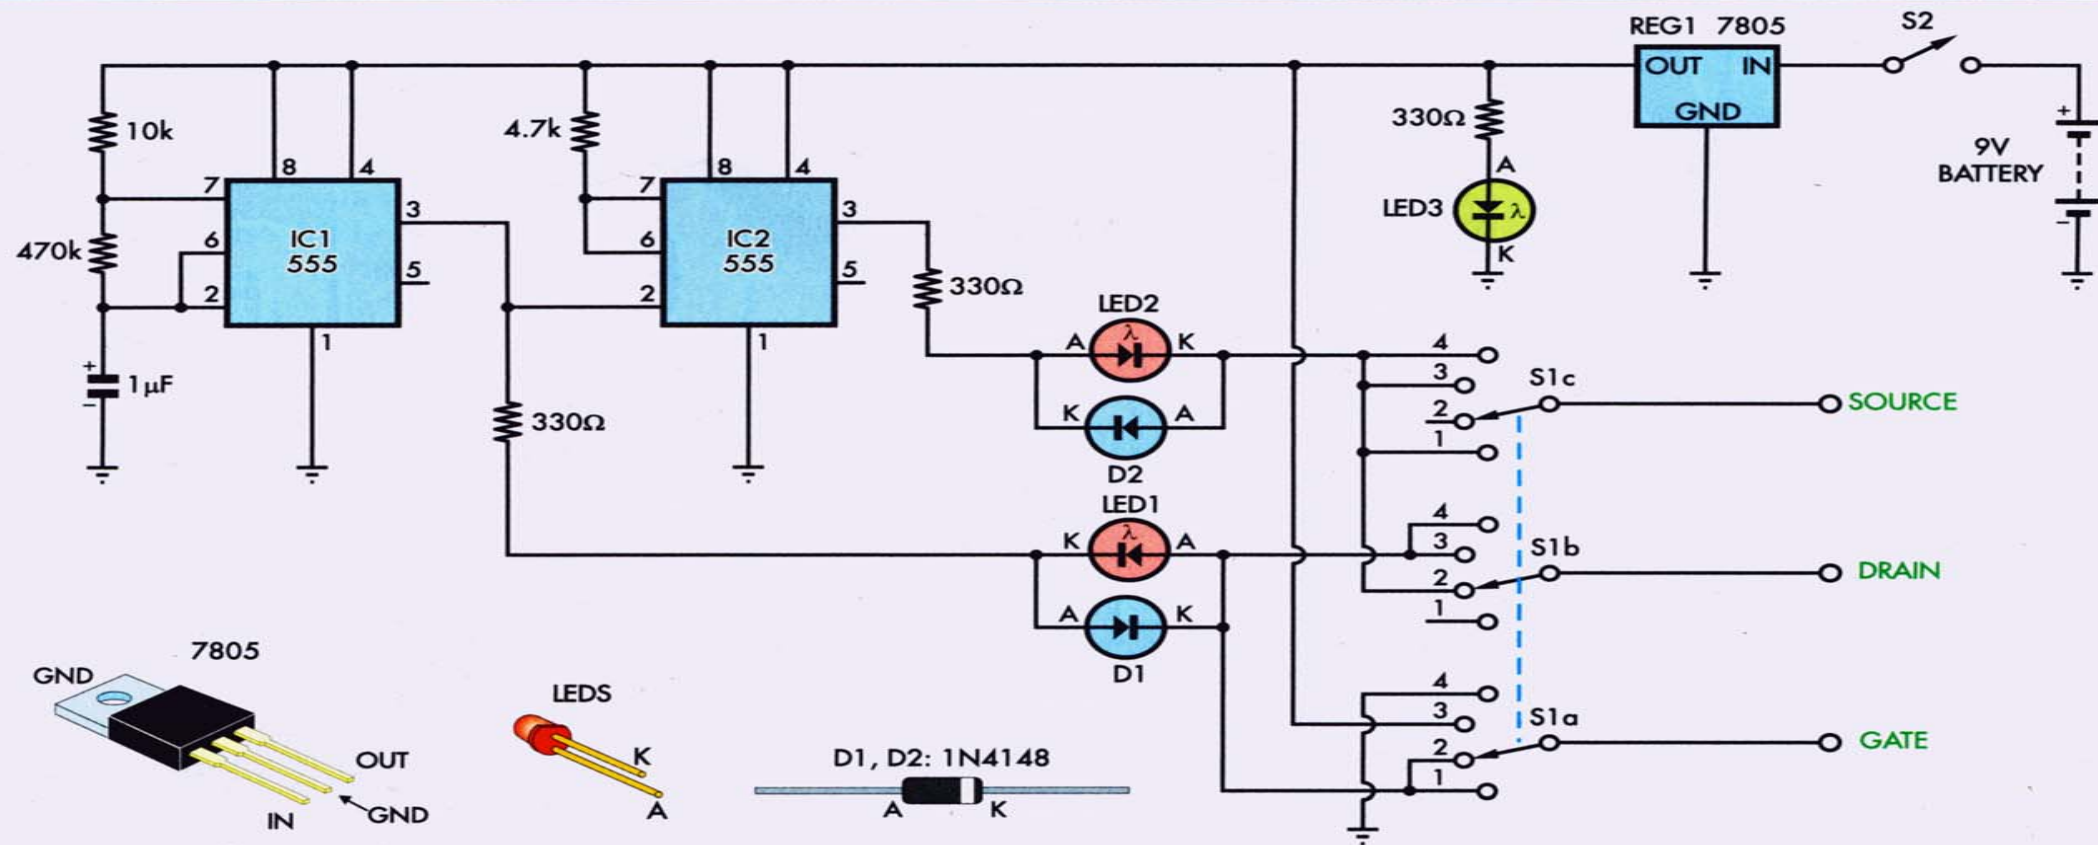 REG1 7805
S2
OUT IN
GND
9V
BATTERY
+
−
10k
470k
1µF
+
−
7
8
4
6
2
3
5
1
IC1
555
330Ω
4.7k
7
8
4
6
2
3
5
1
IC2
555
330Ω
330Ω
A
LED3
λ
K
LED2
A
λ
K
K
A
D2
LED1
K
λ
A
A
K
D1
4
3
2
1
S1c
SOURCE
4
3
2
1
S1b
DRAIN
4
3
2
1
S1a
GATE
7805
GND
OUT
GND
IN
LEDS
K
A
D1, D2: 1N4148
A
K